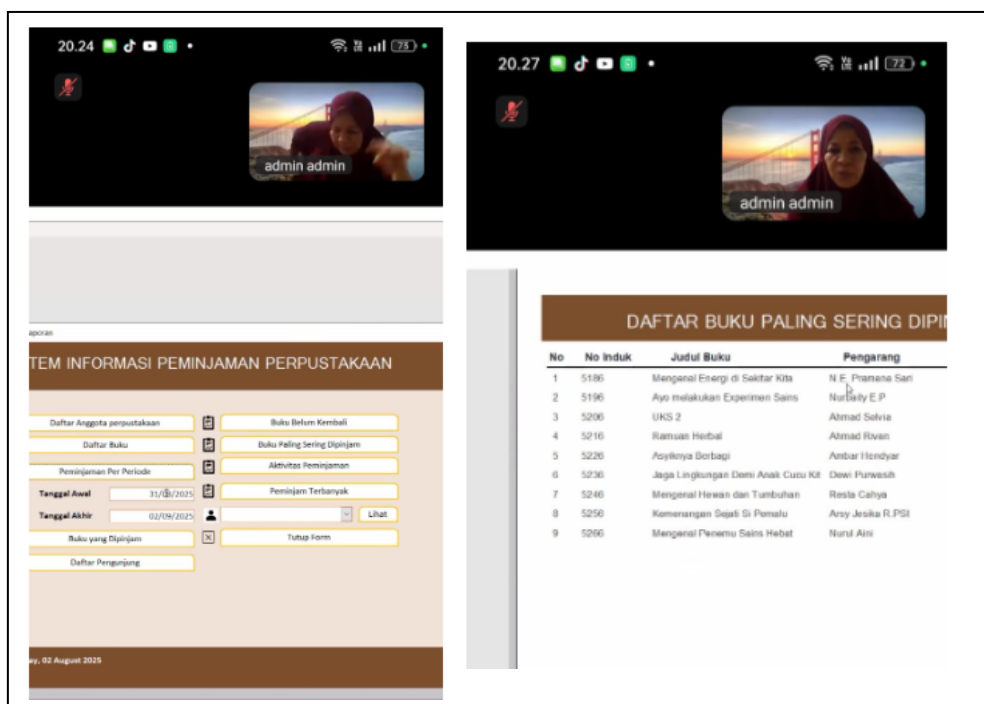 20.24
73
admin admin
aporan
TEM INFORMASI PEMINJAMAN PERPUSTAKAAN
Daftar Anggota perpustakaan
Buku Belum Kembali
Daftar Buku
Buku Paling Sering Dipinjam
Peminjaman Per Periode
Aktivitas Peminjaman
Tanggal Awal
Peminjam Terbanyak
Tanggal Akhir 02/09/2025
Lihat
Buku yang Dipinjam
Tutup Form
Daftar Pengunjung
ay, 02 August 2025
20.27
72
admin admin
DAFTAR BUKU PALING SERING DIPI
No No Induk Judul Buku Pengarang
1 5186 Mengenal Energi di Sekitar Kita N.E. Pramana Sari
2 5196 Ayo melakukan Experimen Sains E.P
3 5206 UKS 2 Ahmad Selvia
4 5216 Ramuan Herbal Ahmad Rivan
5 5226 Asyiknya Berbagi Ambar Hendyar
6 5236 Jaga Lingkungan Demi Anak Cucu Kit Dewi Purwasih
7 5246 Mengenal Hewan dan Tumbuhan Resta Cahya
8 5256 Kemenangan Sejati Si Pemalu Arsy Jesika R.PSI
9 5266 Mengenal Penemu Sains Hebat Nurul Aini